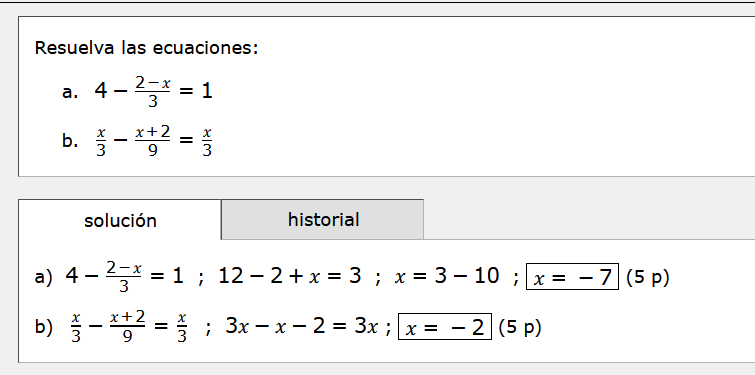 Resuelva las ecuaciones:
a. 4 − (2−x)/3 = 1
b. x/3 − (x+2)/9 = x/3
solución
historial
a) 4 − (2−x)/3 = 1 ; 12 − 2 + x = 3 ; x = 3 − 10 ; x = − 7 (5 p)
b) x/3 − (x+2)/9 = x/3 ; 3x − x − 2 = 3x ; x = − 2 (5 p)